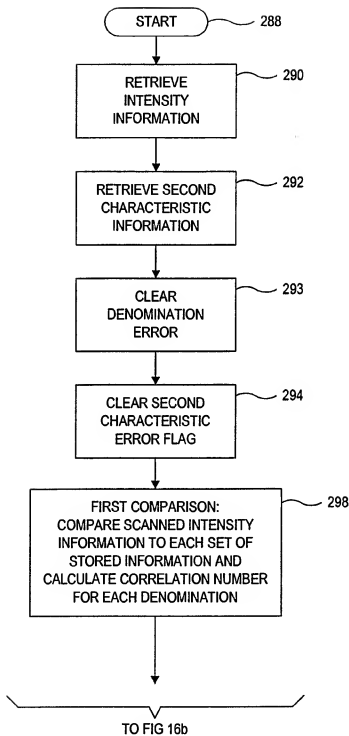 START
288
RETRIEVE
INTENSITY
INFORMATION
290
RETRIEVE SECOND
CHARACTERISTIC
INFORMATION
292
CLEAR
DENOMINATION
ERROR
293
CLEAR SECOND
CHARACTERISTIC
ERROR FLAG
294
FIRST COMPARISON:
COMPARE SCANNED INTENSITY
INFORMATION TO EACH SET OF
STORED INFORMATION AND
CALCULATE CORRELATION NUMBER
FOR EACH DENOMINATION
298
TO FIG 16b